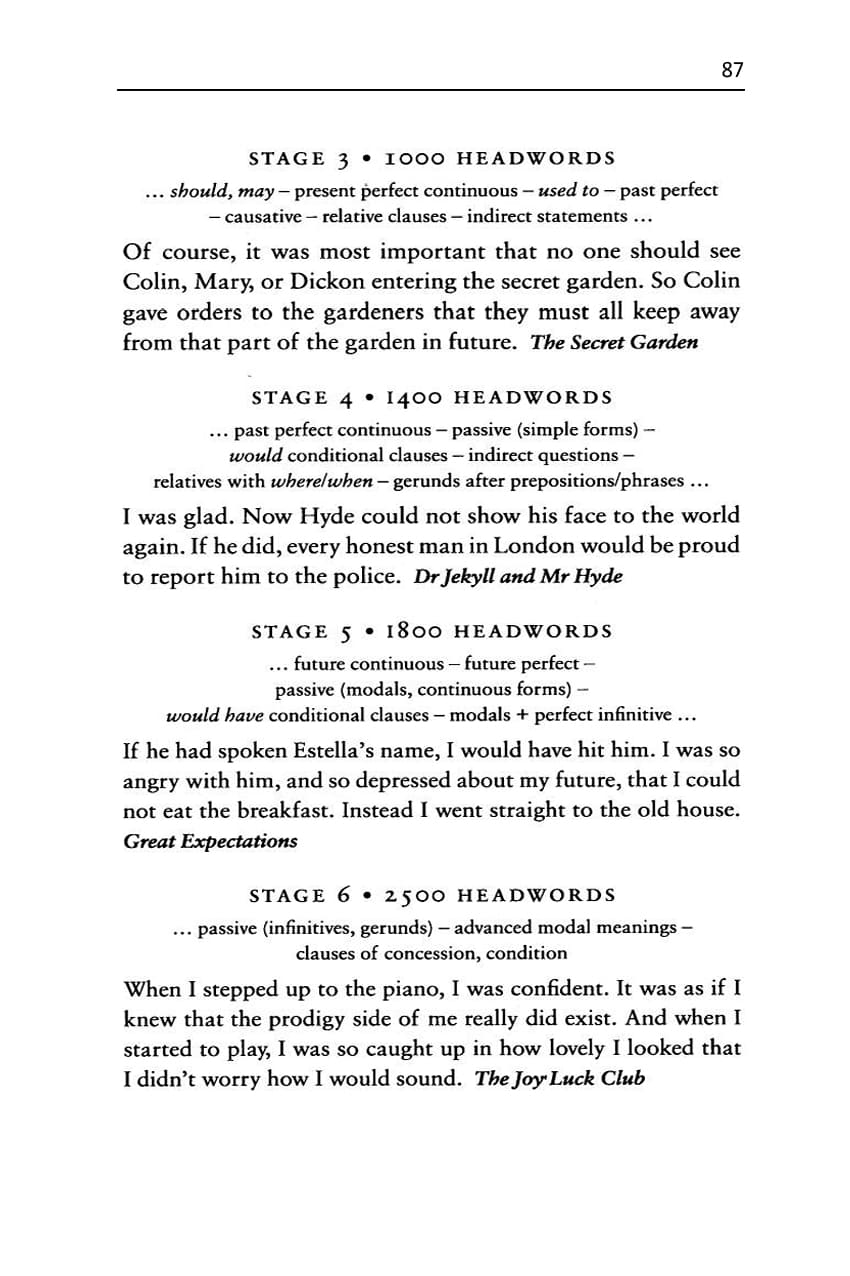 87
STAGE 3 • 1000 HEADWORDS
... should, may – present perfect continuous – used to – past perfect
– causative – relative clauses – indirect statements ...
Of course, it was most important that no one should see
Colin, Mary, or Dickon entering the secret garden. So Colin
gave orders to the gardeners that they must all keep away
from that part of the garden in future. The Secret Garden
STAGE 4 • 1400 HEADWORDS
... past perfect continuous – passive (simple forms) –
would conditional clauses – indirect questions –
relatives with where/when – gerunds after prepositions/phrases ...
I was glad. Now Hyde could not show his face to the world
again. If he did, every honest man in London would be proud
to report him to the police. Dr Jekyll and Mr Hyde
STAGE 5 • 1800 HEADWORDS
... future continuous – future perfect –
passive (modals, continuous forms) –
would have conditional clauses – modals + perfect infinitive ...
If he had spoken Estella's name, I would have hit him. I was so
angry with him, and so depressed about my future, that I could
not eat the breakfast. Instead I went straight to the old house.
Great Expectations
STAGE 6 • 2500 HEADWORDS
... passive (infinitives, gerunds) – advanced modal meanings –
clauses of concession, condition
When I stepped up to the piano, I was confident. It was as if I
knew that the prodigy side of me really did exist. And when I
started to play, I was so caught up in how lovely I looked that
I didn't worry how I would sound. The Joy Luck Club